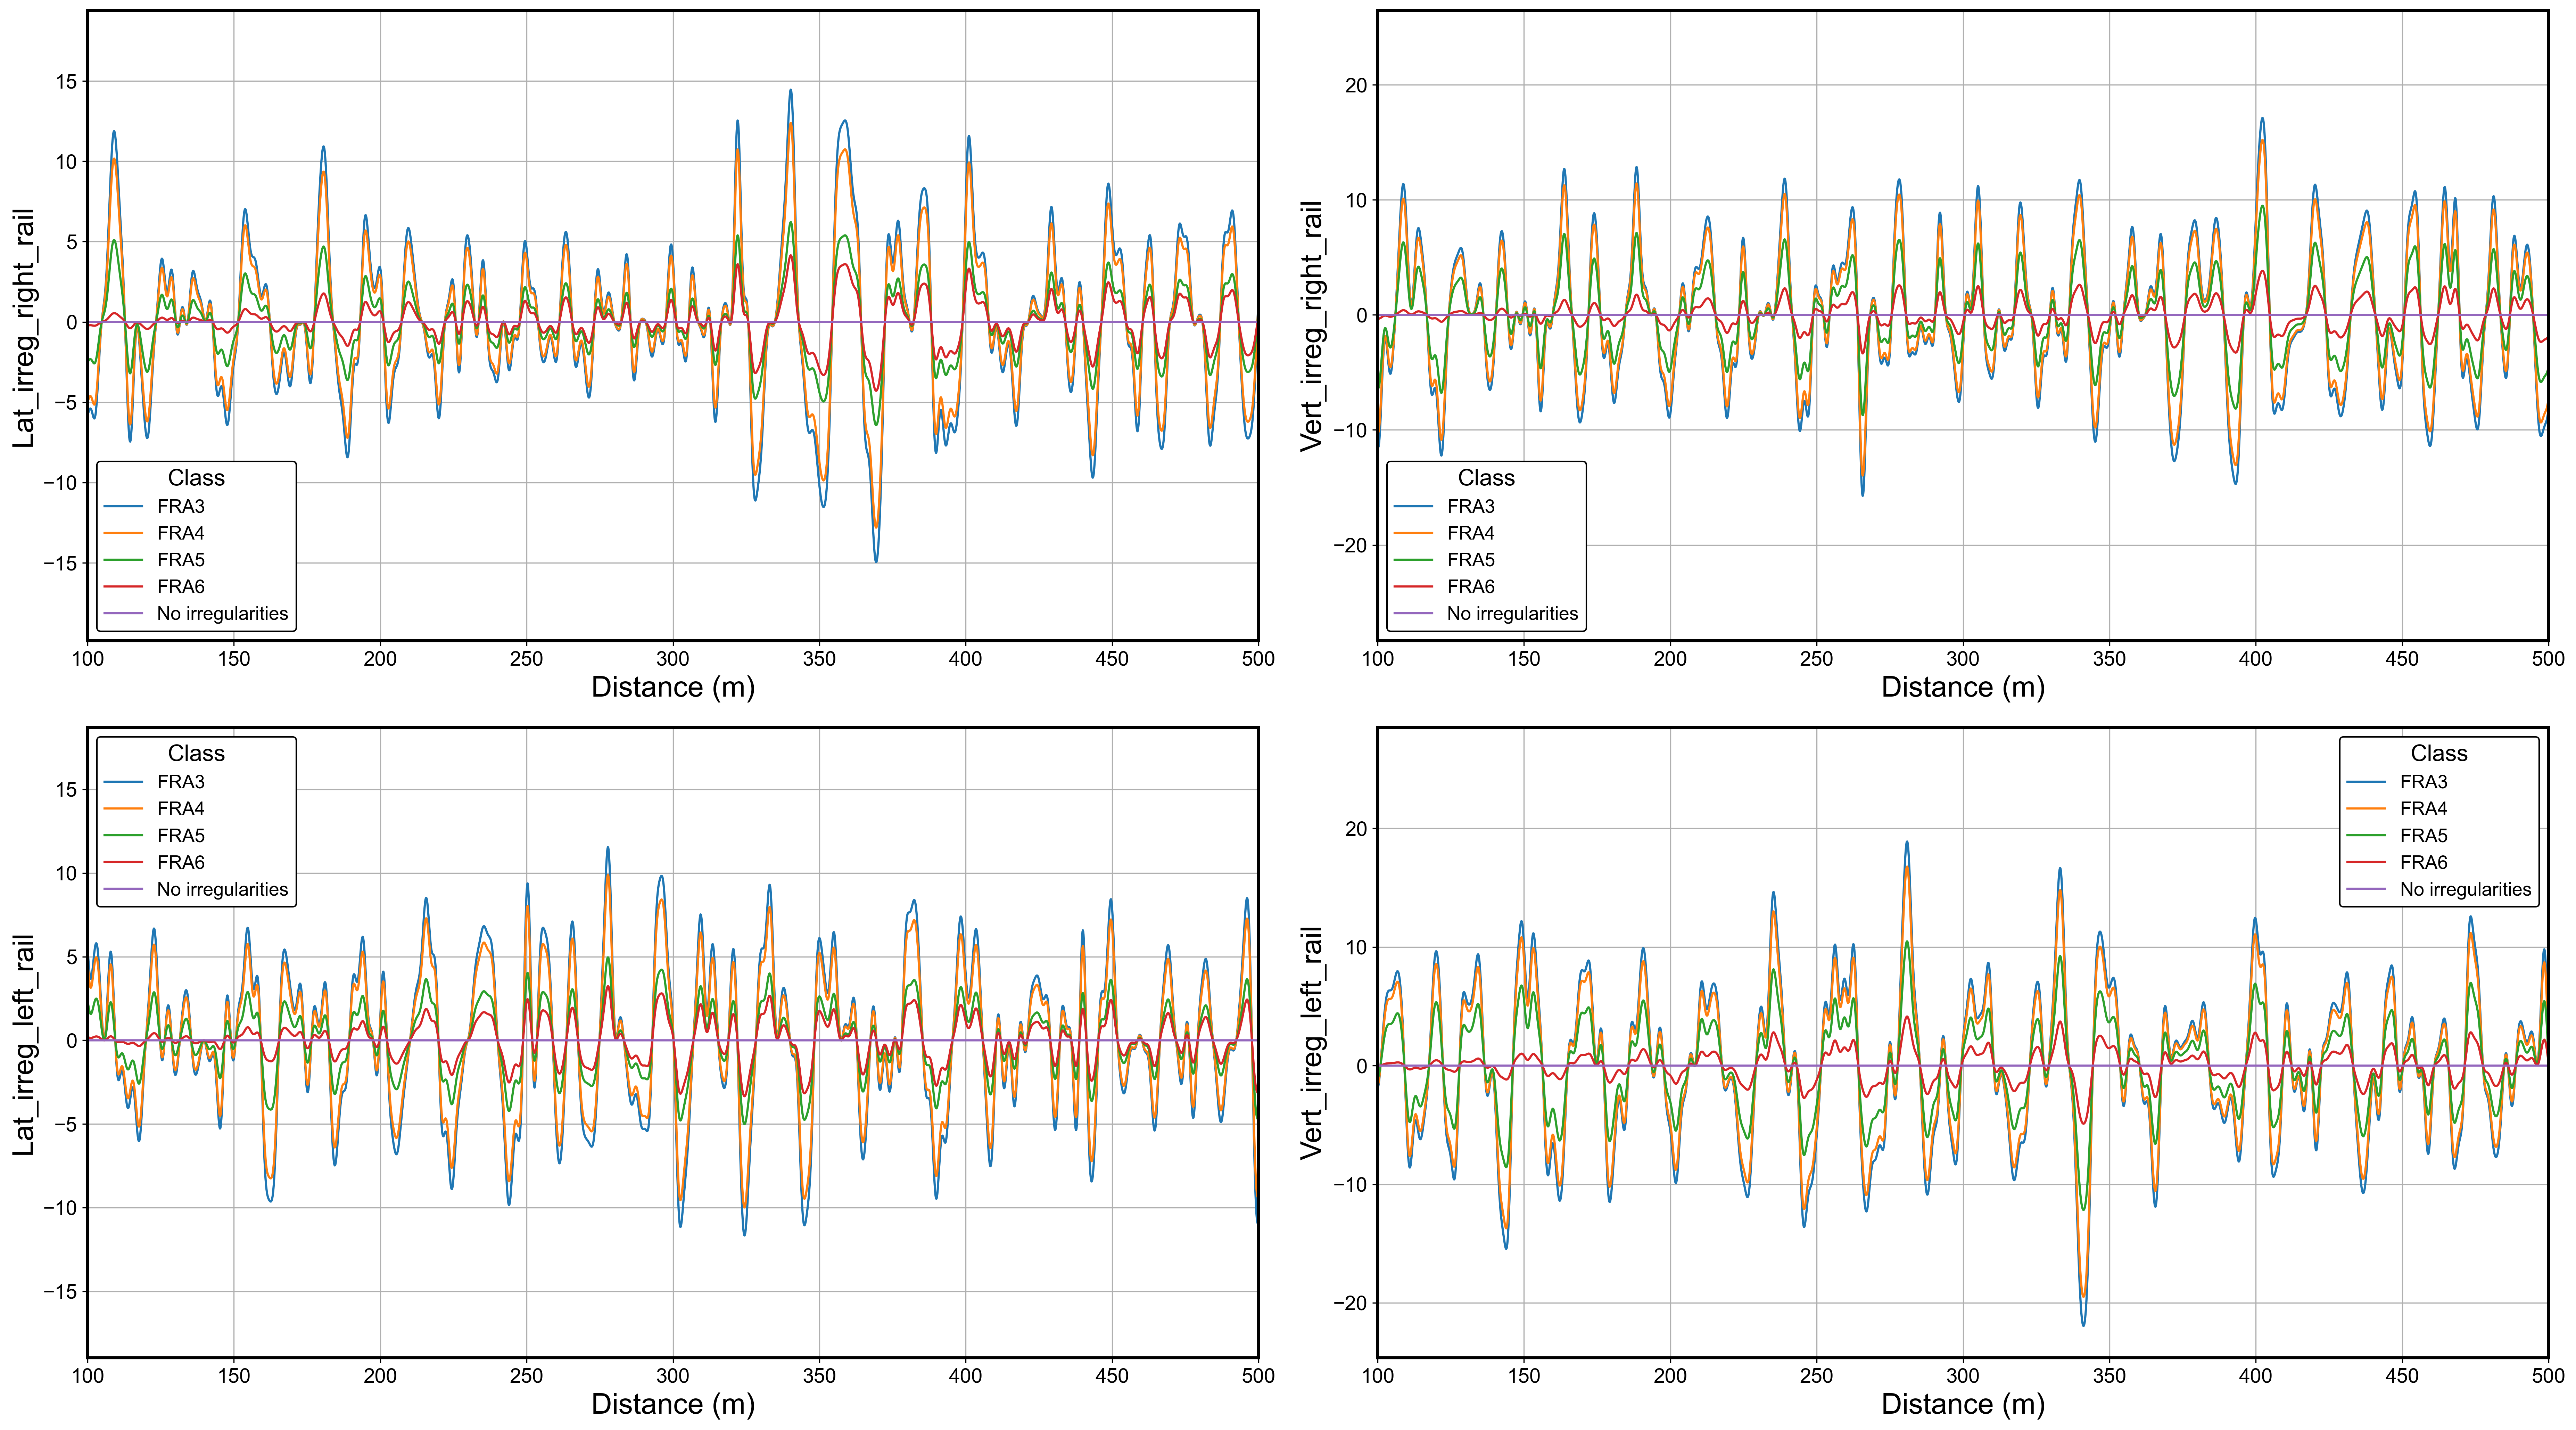 Lat_irreg_right_rail
15
10
5
0
−5
−10
−15
Class
FRA3
FRA4
FRA5
FRA6
No irregularities
100 150 200 250 300 350 400 450 500
Distance (m)
Vert_irreg_right_rail
20
10
0
−10
−20
Class
FRA3
FRA4
FRA5
FRA6
No irregularities
100 150 200 250 300 350 400 450 500
Distance (m)
Lat_irreg_left_rail
15
10
5
0
−5
−10
−15
Class
FRA3
FRA4
FRA5
FRA6
No irregularities
100 150 200 250 300 350 400 450 500
Distance (m)
Vert_irreg_left_rail
20
10
0
−10
−20
Class
FRA3
FRA4
FRA5
FRA6
No irregularities
100 150 200 250 300 350 400 450 500
Distance (m)